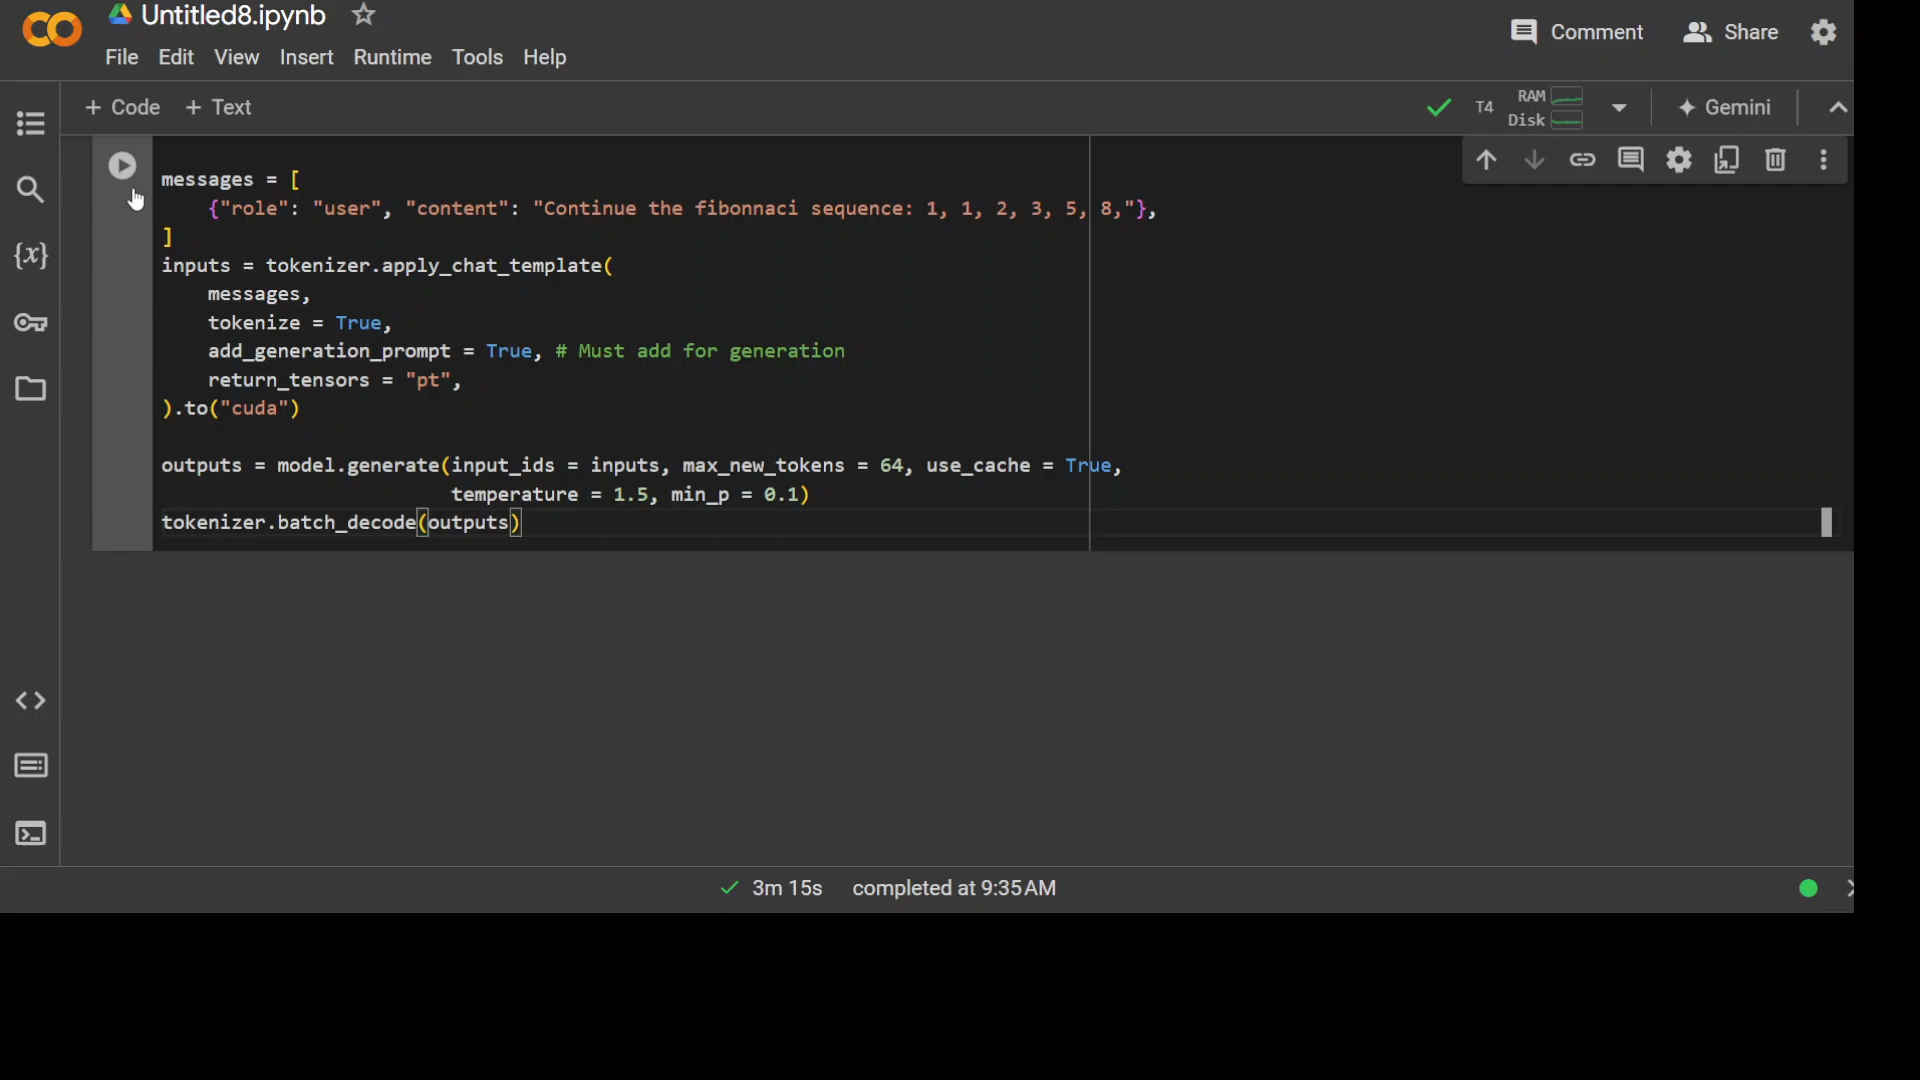 Untitled8.ipynb
Comment
Share
File Edit View Insert Runtime Tools Help
+ Code + Text
T4
RAM
Disk
Gemini
messages = [
    {"role": "user", "content": "Continue the fibonnaci sequence: 1, 1, 2, 3, 5, 8,"},
]
inputs = tokenizer.apply_chat_template(
    messages,
    tokenize = True,
    add_generation_prompt = True, # Must add for generation
    return_tensors = "pt",
).to("cuda")
outputs = model.generate(input_ids = inputs, max_new_tokens = 64, use_cache = True,
                         temperature = 1.5, min_p = 0.1)
tokenizer.batch_decode(outputs)
{x}
3m 15s completed at 9:35 AM